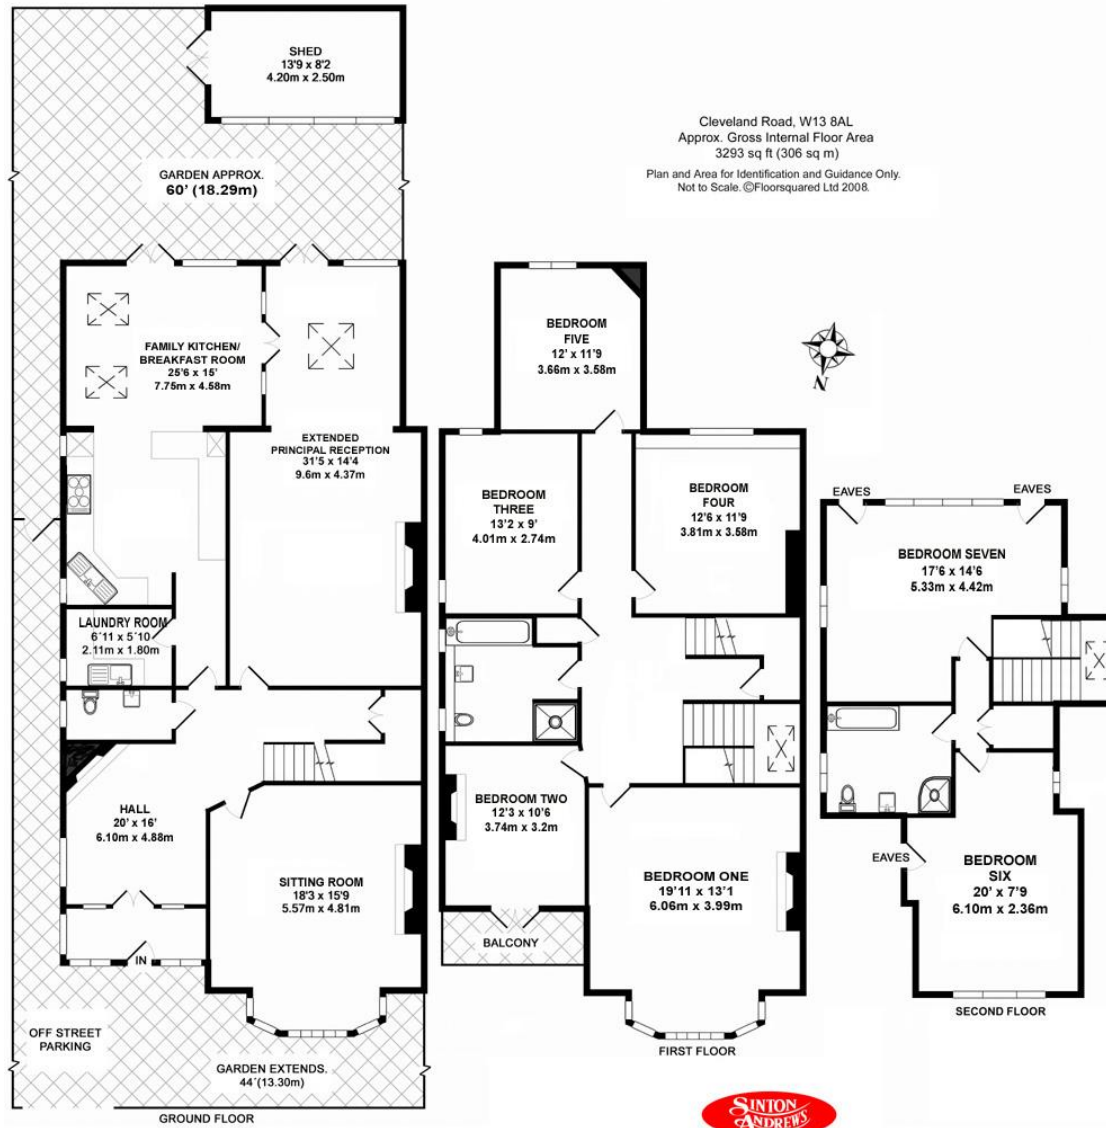 SHED
13'9 x 8'2
4.20m x 2.50m
Cleveland Road, W13 8AL
Approx. Gross Internal Floor Area
3293 sq ft (306 sq m)
Plan and Area for Identification and Guidance Only.
Not to Scale. ©Floorsquared Ltd 2008.
GARDEN APPROX.
60' (18.29m)
FAMILY KITCHEN/
BREAKFAST ROOM
25'6 x 15'
7.75m x 4.58m
EXTENDED
PRINCIPAL RECEPTION
31'5 x 14'4
9.6m x 4.37m
LAUNDRY ROOM
6'11 x 5'10
2.11m x 1.80m
HALL
20' x 16'
6.10m x 4.88m
SITTING ROOM
18'3 x 15'9
5.57m x 4.81m
IN
OFF STREET
PARKING
GARDEN EXTENDS.
44'(13.30m)
GROUND FLOOR
BEDROOM
FIVE
12' x 11'9
3.66m x 3.58m
BEDROOM
THREE
13'2 x 9'
4.01m x 2.74m
BEDROOM
FOUR
12'6 x 11'9
3.81m x 3.58m
BEDROOM TWO
12'3 x 10'6
3.74m x 3.2m
BEDROOM ONE
19'11 x 13'1
6.06m x 3.99m
BALCONY
FIRST FLOOR
N
EAVES
EAVES
BEDROOM SEVEN
17'6 x 14'6
5.33m x 4.42m
EAVES
BEDROOM
SIX
20' x 7'9
6.10m x 2.36m
SECOND FLOOR
SINTON
ANDREWS